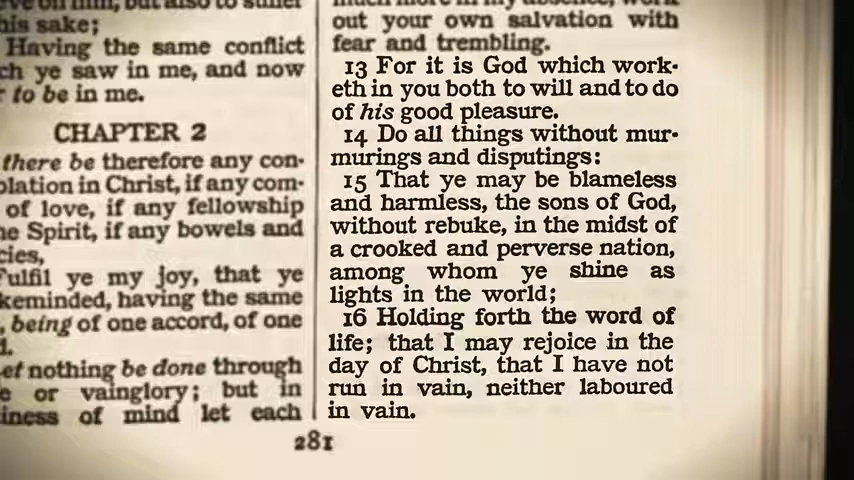 his sake;
Having the same conflict
ye saw in me, and now
to be in me.
CHAPTER 2
there be therefore any con-
in Christ, if any com-
of love, if any fellowship
Spirit, if any bowels and
ye my joy, that ye
having the same
being of one accord, of one
nothing be done through
or vainglory; but in
of mind let each
out your own salvation with
fear and trembling.
13 For it is God which work-
eth in you both to will and to do
of his good pleasure.
14 Do all things without mur-
murings and disputings:
15 That ye may be blameless
and harmless, the sons of God,
without rebuke, in the midst of
a crooked and perverse nation,
among whom ye shine as
lights in the world;
16 Holding forth the word of
life; that I may rejoice in the
day of Christ, that I have not
run in vain, neither laboured
in vain.
281